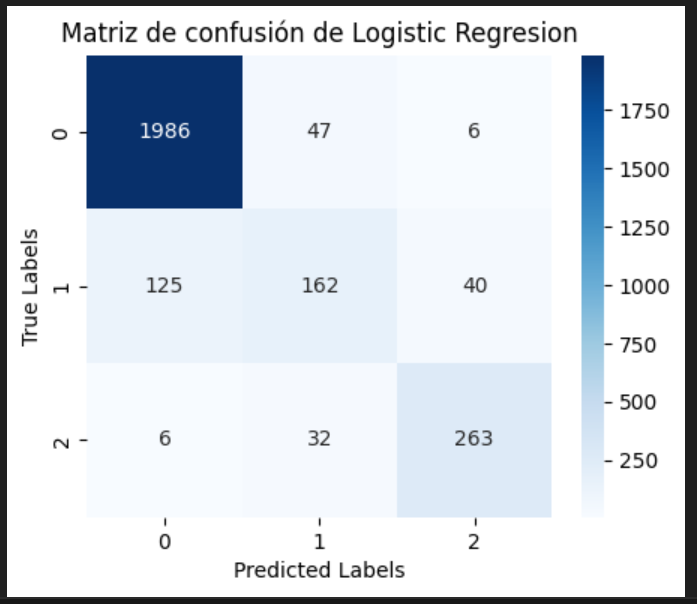 Matriz de confusión de Logistic Regresion
0 1986 47 6
1 125 162 40
2 6 32 263
0 1 2
Predicted Labels
True Labels
1750
1500
1250
1000
750
500
250